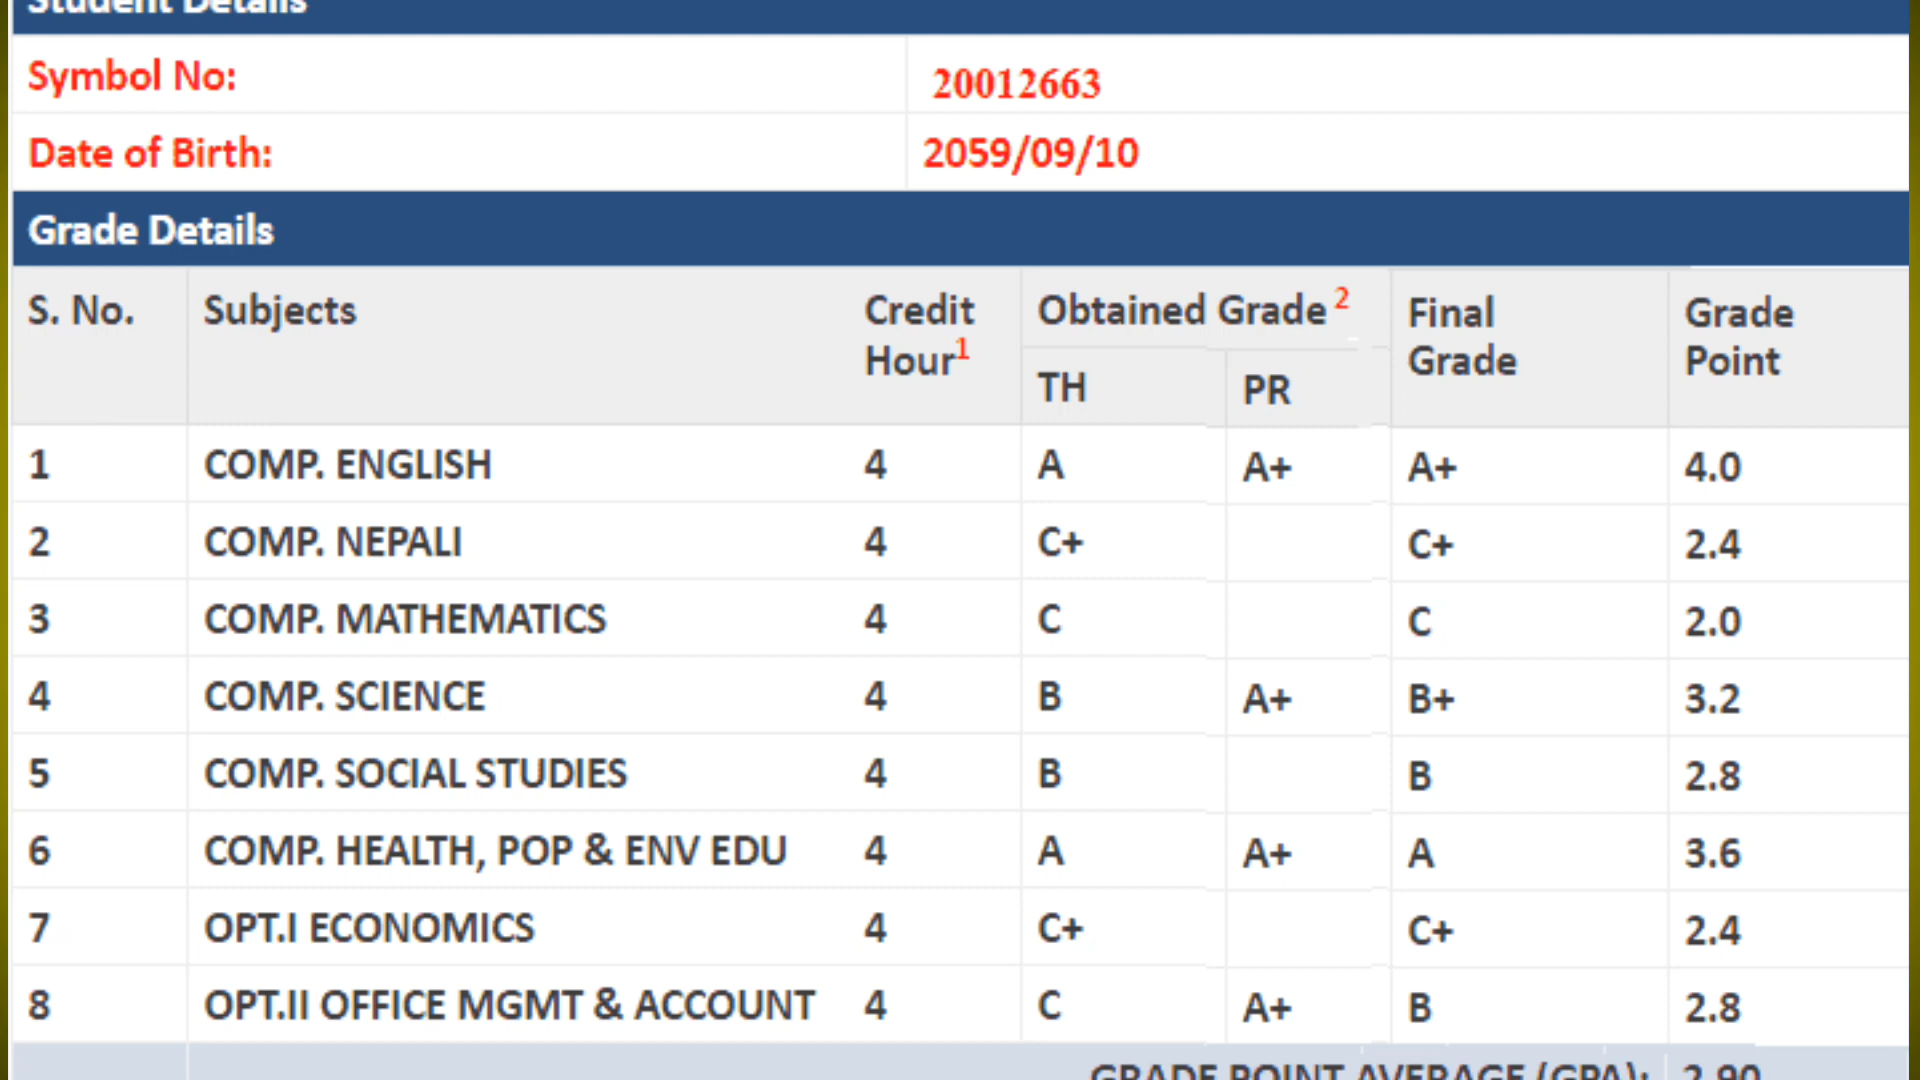 Student Details
Symbol No: 20012663
Date of Birth: 2059/09/10
Grade Details
S. No. Subjects Credit Hour1 Obtained Grade 2 Final Grade Grade Point
TH PR
1 COMP. ENGLISH 4 A A+ A+ 4.0
2 COMP. NEPALI 4 C+ C+ 2.4
3 COMP. MATHEMATICS 4 C C 2.0
4 COMP. SCIENCE 4 B A+ B+ 3.2
5 COMP. SOCIAL STUDIES 4 B B 2.8
6 COMP. HEALTH, POP & ENV EDU 4 A A+ A 3.6
7 OPT.I ECONOMICS 4 C+ C+ 2.4
8 OPT.II OFFICE MGMT & ACCOUNT 4 C A+ B 2.8
GRADE POINT AVERAGE (GPA): 2.90